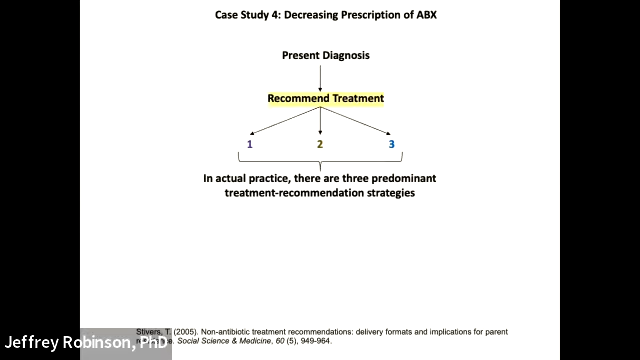 Case Study 4: Decreasing Prescription of ABX
Present Diagnosis
Recommend Treatment
1 2 3
In actual practice, there are three predominant
treatment-recommendation strategies
Stivers, T. (2005). Non-antibiotic treatment recommendations: delivery formats and implications for parent
Social Science & Medicine, 60 (5), 949-964.
Jeffrey Robinson, PhD